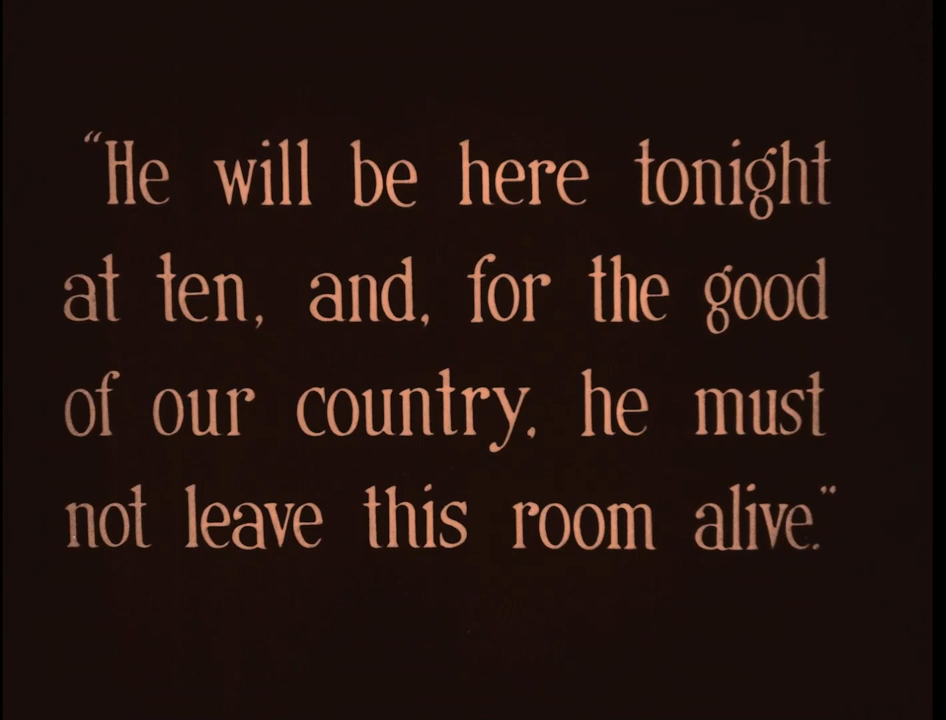 "He will be here tonight
at ten, and, for the good
of our country, he must
not leave this room alive."